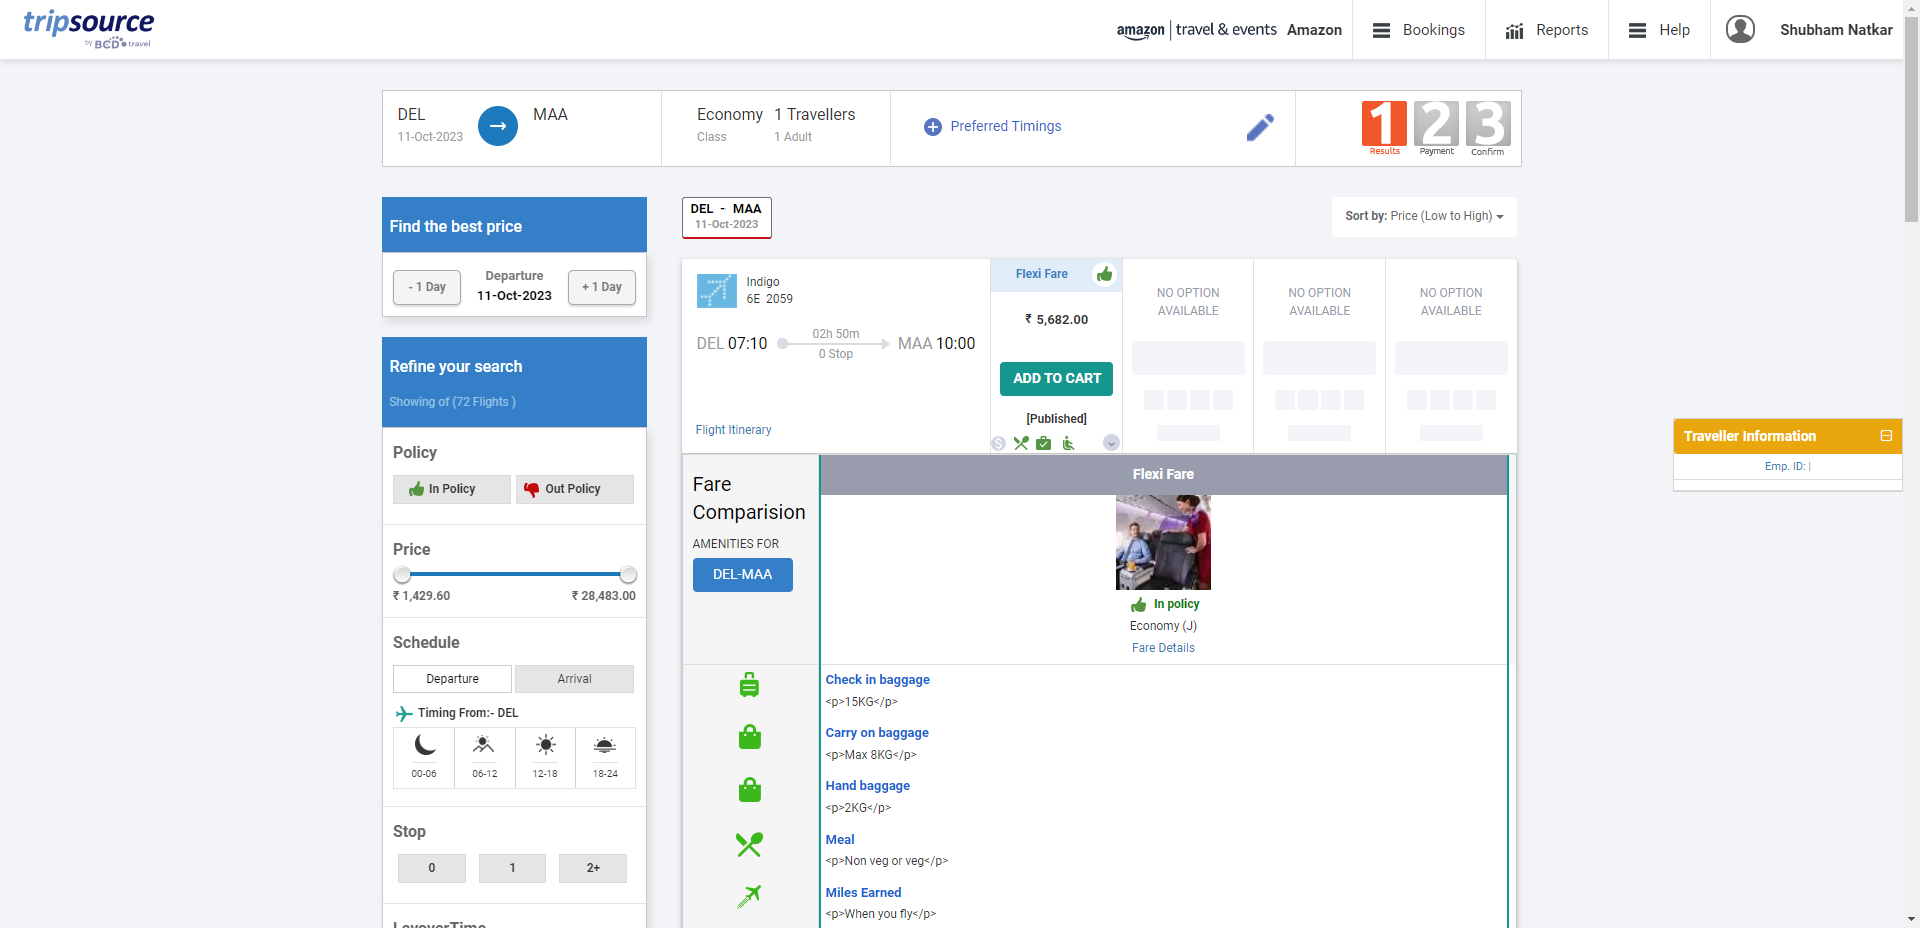 tripsource
by BCD travel
amazon | travel & events Amazon
Bookings
Reports
Help
Shubham Natkar
DEL
11-Oct-2023
MAA
Economy
Class
1 Travellers
1 Adult
Preferred Timings
1 2 3
Results Payment Confirm
Find the best price
- 1 Day
Departure
11-Oct-2023
+ 1 Day
Refine your search
Showing of (72 Flights )
Policy
In Policy
Out Policy
Price
₹ 1,429.60
₹ 28,483.00
Schedule
Departure
Arrival
Timing From:- DEL
00-06
06-12
12-18
18-24
Stop
0
1
2+
LayoverTime
DEL - MAA
11-Oct-2023
Sort by: Price (Low to High)
Indigo
6E 2059
DEL 07:10
02h 50m
0 Stop
MAA 10:00
Flight Itinerary
Flexi Fare
₹ 5,682.00
ADD TO CART
[Published]
NO OPTION
AVAILABLE
NO OPTION
AVAILABLE
NO OPTION
AVAILABLE
Fare
Comparision
AMENITIES FOR
DEL-MAA
Flexi Fare
In policy
Economy (J)
Fare Details
Check in baggage
<p>15KG</p>
Carry on baggage
<p>Max 8KG</p>
Hand baggage
<p>2KG</p>
Meal
<p>Non veg or veg</p>
Miles Earned
<p>When you fly</p>
Traveller Information
Emp. ID: |